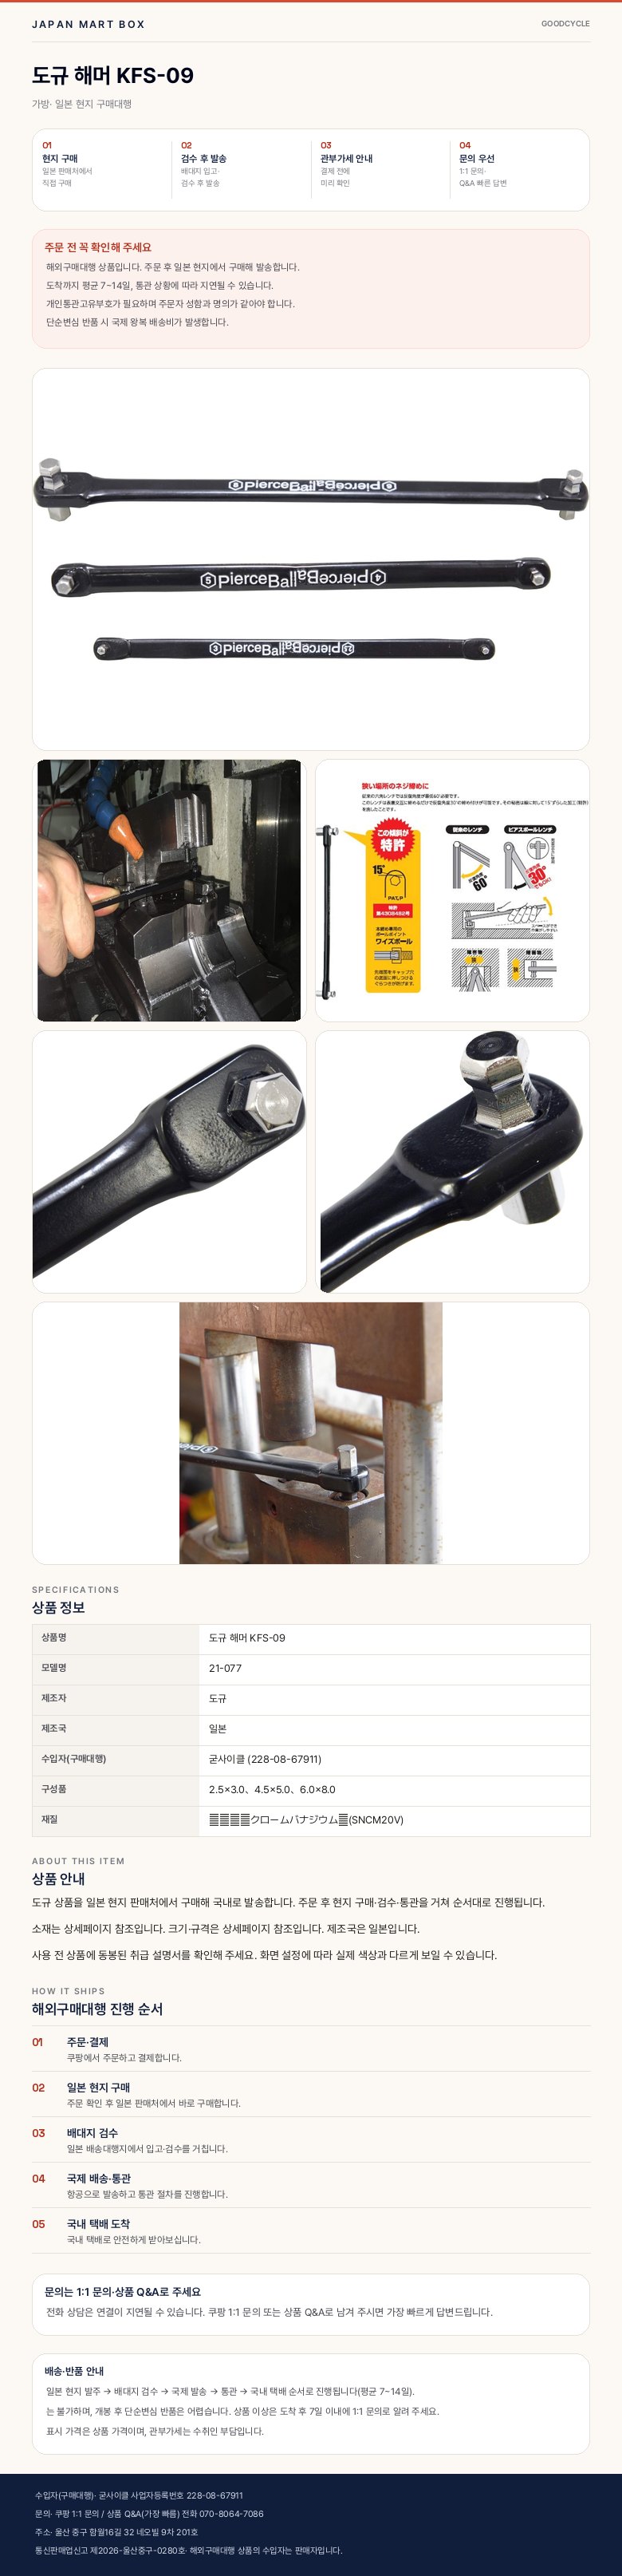 JAPAN MART BOX
GOODCYCLE
도규 해머 KFS-09
가방· 일본 현지 구매대행
01
현지 구매
일본 판매처에서
직접 구매
02
검수 후 발송
배대지 입고·
검수 후 발송
03
관부가세 안내
결제 전에
미리 확인
04
문의 우선
1:1 문의·
Q&A 빠른 답변
주문 전 꼭 확인해 주세요
해외구매대행 상품입니다. 주문 후 일본 현지에서 구매해 발송합니다.
도착까지 평균 7~14일, 통관 상황에 따라 지연될 수 있습니다.
개인통관고유부호가 필요하며 주문자 성함과 명의가 같아야 합니다.
단순변심 반품 시 국제 왕복 배송비가 발생합니다.
PierceBall PierceBall
5 PierceBall PierceBall 4
PierceBall PierceBall
狭い場所のネジ締めに
この傾斜が
特許
15°
PAT.P
特許
第4308492号
ワイズボール
従来のレンチ
ピアスボールレンチ
60°
30°
狭
狭
SPECIFICATIONS
상품 정보
상품명
도규 해머 KFS-09
모델명
21-077
제조자
도규
제조국
일본
수입자(구매대행)
굳사이클 (228-08-67911)
구성품
2.5×3.0、4.5×5.0、6.0×8.0
재질
クロームバナジウム(SNCM20V)
ABOUT THIS ITEM
상품 안내
도규 상품을 일본 현지 판매처에서 구매해 국내로 발송합니다. 주문 후 현지 구매·검수·통관을 거쳐 순서대로 진행됩니다.
소재는 상세페이지 참조입니다. 크기·규격은 상세페이지 참조입니다. 제조국은 일본입니다.
사용 전 상품에 동봉된 취급 설명서를 확인해 주세요. 화면 설정에 따라 실제 색상과 다르게 보일 수 있습니다.
HOW IT SHIPS
해외구매대행 진행 순서
01
주문·결제
쿠팡에서 주문하고 결제합니다.
02
일본 현지 구매
주문 확인 후 일본 판매처에서 바로 구매합니다.
03
배대지 검수
일본 배송대행지에서 입고·검수를 거칩니다.
04
국제 배송·통관
항공으로 발송하고 통관 절차를 진행합니다.
05
국내 택배 도착
국내 택배로 안전하게 받아보십니다.
문의는 1:1 문의·상품 Q&A로 주세요
전화 상담은 연결이 지연될 수 있습니다. 쿠팡 1:1 문의 또는 상품 Q&A로 남겨 주시면 가장 빠르게 답변드립니다.
배송·반품 안내
일본 현지 발주 → 배대지 검수 → 국제 발송 → 통관 → 국내 택배 순서로 진행됩니다(평균 7~14일).
는 불가하며, 개봉 후 단순변심 반품은 어렵습니다. 상품 이상은 도착 후 7일 이내에 1:1 문의로 알려 주세요.
표시 가격은 상품 가격이며, 관부가세는 수취인 부담입니다.
수입자(구매대행)· 굳사이클 사업자등록번호 228-08-67911
문의· 쿠팡 1:1 문의 / 상품 Q&A(가장 빠름) 전화 070-8064-7086
주소· 울산 중구 함월16길 32 네오빌 9차 201호
통신판매업신고 제2026-울산중구-0280호· 해외구매대행 상품의 수입자는 판매자입니다.